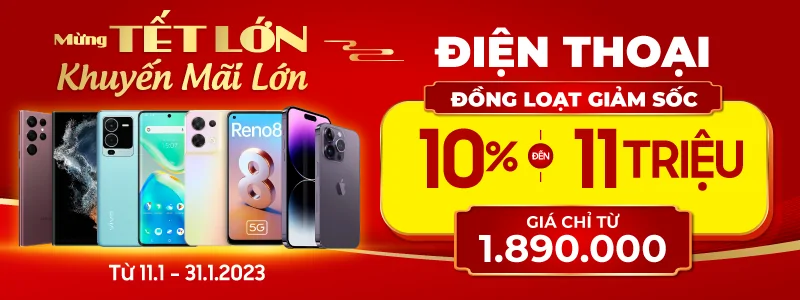 Mừng TẾT LỚN
Khuyến Mãi Lớn
Reno8
8
5G
vivo
Từ 11.1 - 31.1.2023
ĐIỆN THOẠI
ĐỒNG LOẠT GIẢM SỐC
10% ĐẾN 11 TRIỆU
GIÁ CHỈ TỪ
1.890.000